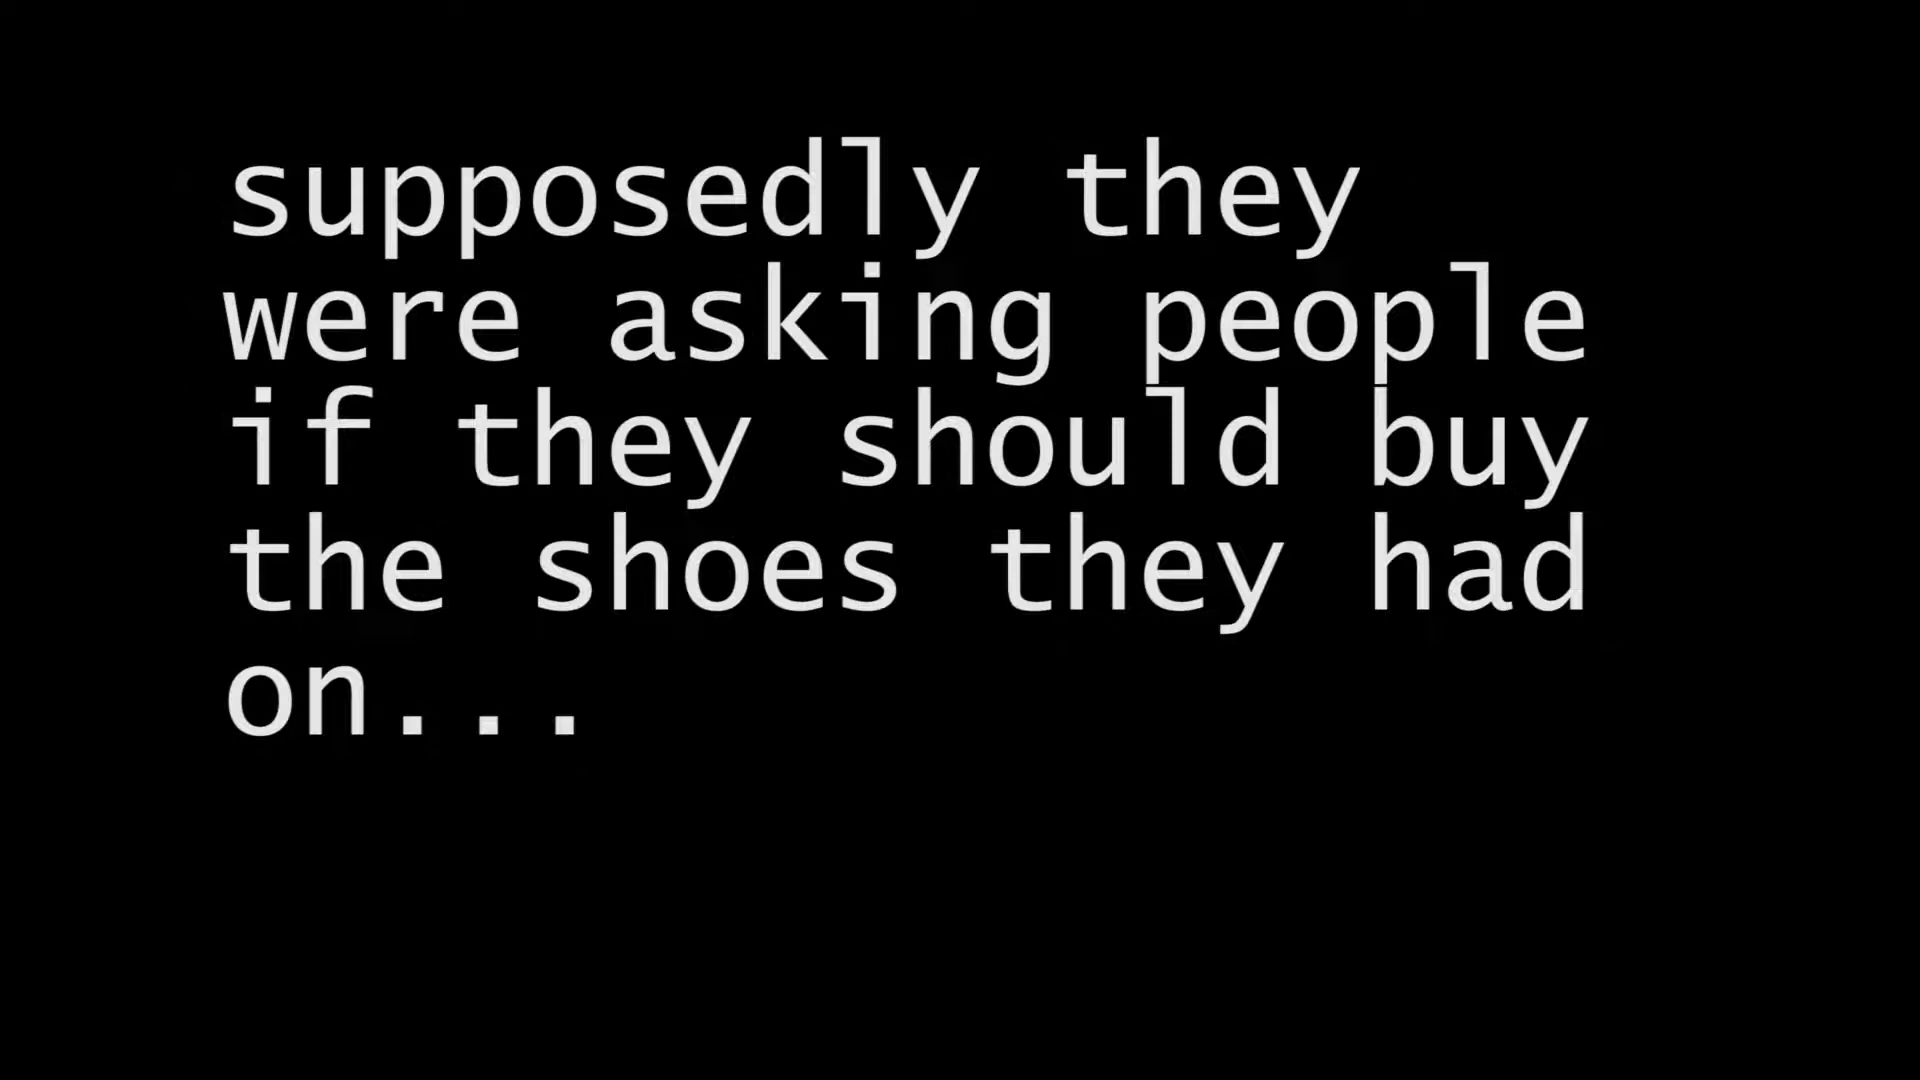 supposedly they
were asking people
if they should buy
the shoes they had
on...